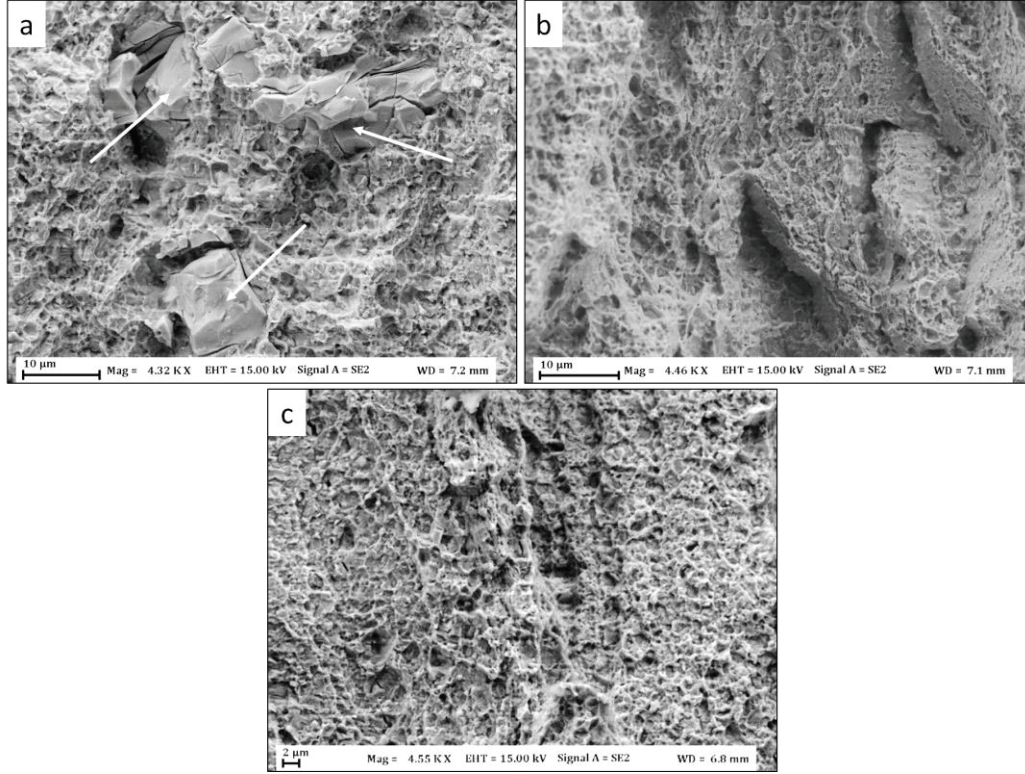 a
10 µm
Mag = 4.32 K X EHT = 15.00 kV Signal A = SE2 WD = 7.2 mm
b
10 µm
Mag = 4.46 K X EHT = 15.00 kV Signal A = SE2 WD = 7.1 mm
c
2 µm
Mag = 4.55 K X EHT = 15.00 kV Signal A = SE2 WD = 6.8 mm